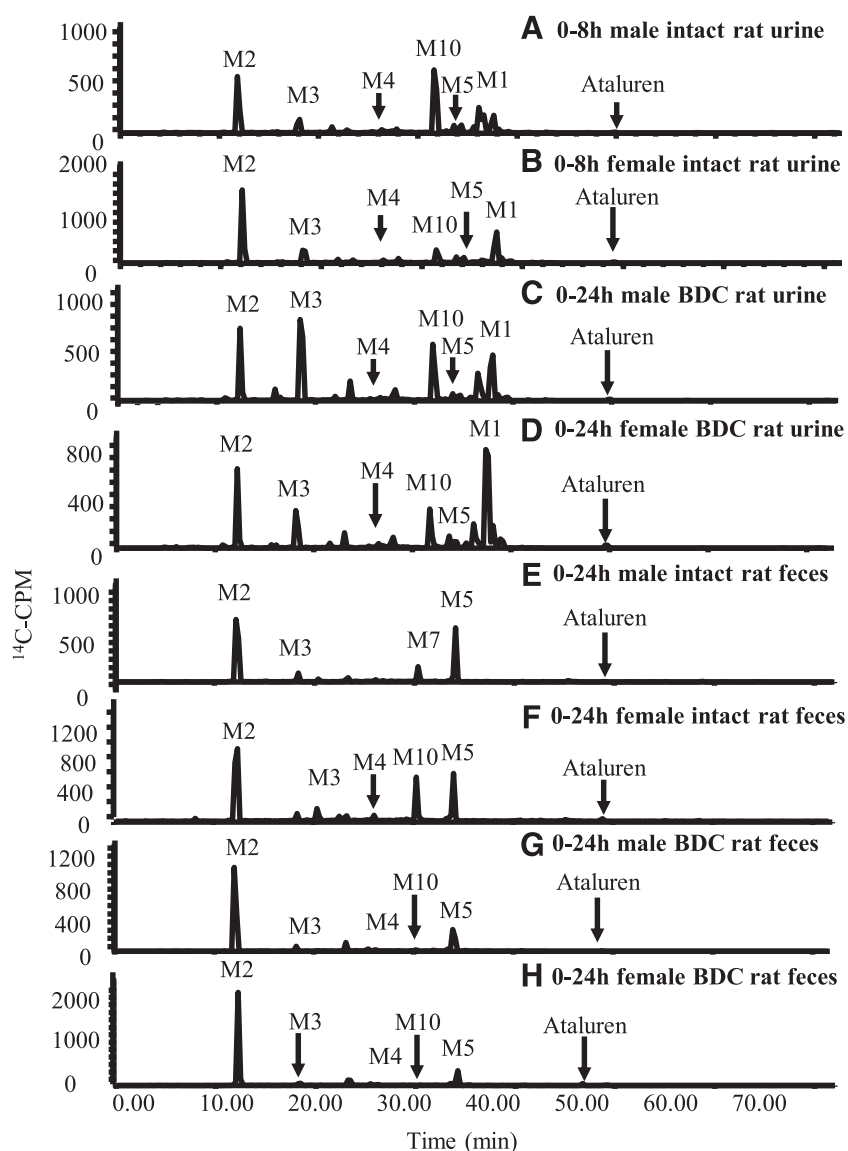 A 0-8h male intact rat urine
1000
500
0
M2
M3
M4
M10
M5
M1
Ataluren
B 0-8h female intact rat urine
2000
1000
0
M2
M3
M4
M10
M5
M1
Ataluren
C 0-24h male BDC rat urine
1000
500
0
M2
M3
M4
M10
M5
M1
Ataluren
D 0-24h female BDC rat urine
800
400
0
M2
M3
M4
M10
M5
M1
Ataluren
E 0-24h male intact rat feces
1000
500
0
M2
M3
M7
M5
Ataluren
F 0-24h female intact rat feces
1200
800
400
0
M2
M3
M4
M10
M5
Ataluren
G 0-24h male BDC rat feces
1200
800
400
0
M2
M3
M4
M10
M5
Ataluren
H 0-24h female BDC rat feces
2000
1000
0
M2
M3
M4
M10
M5
Ataluren
¹⁴C-CPM
0.00 10.00 20.00 30.00 40.00 50.00 60.00 70.00
Time (min)